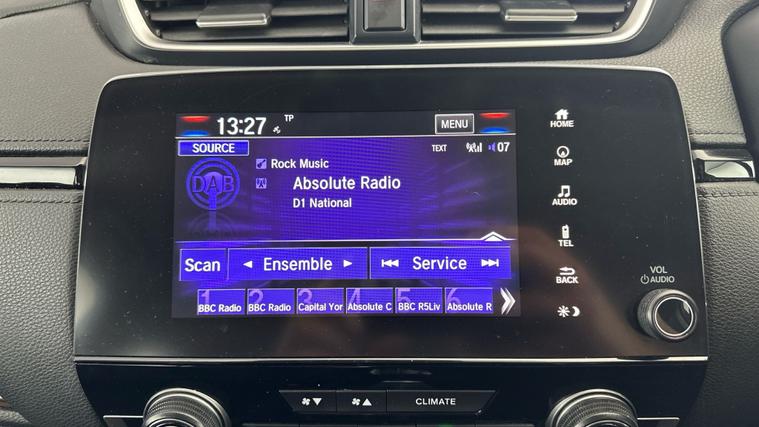 13:27 TP MENU
SOURCE TEXT 07
Rock Music
DAB Absolute Radio
D1 National
Scan Ensemble Service
1 2 3 4 5 6
BBC Radio BBC Radio Capital Yor Absolute C BBC R5Liv Absolute R
HOME
MAP
AUDIO
TEL
BACK
VOL
AUDIO
CLIMATE